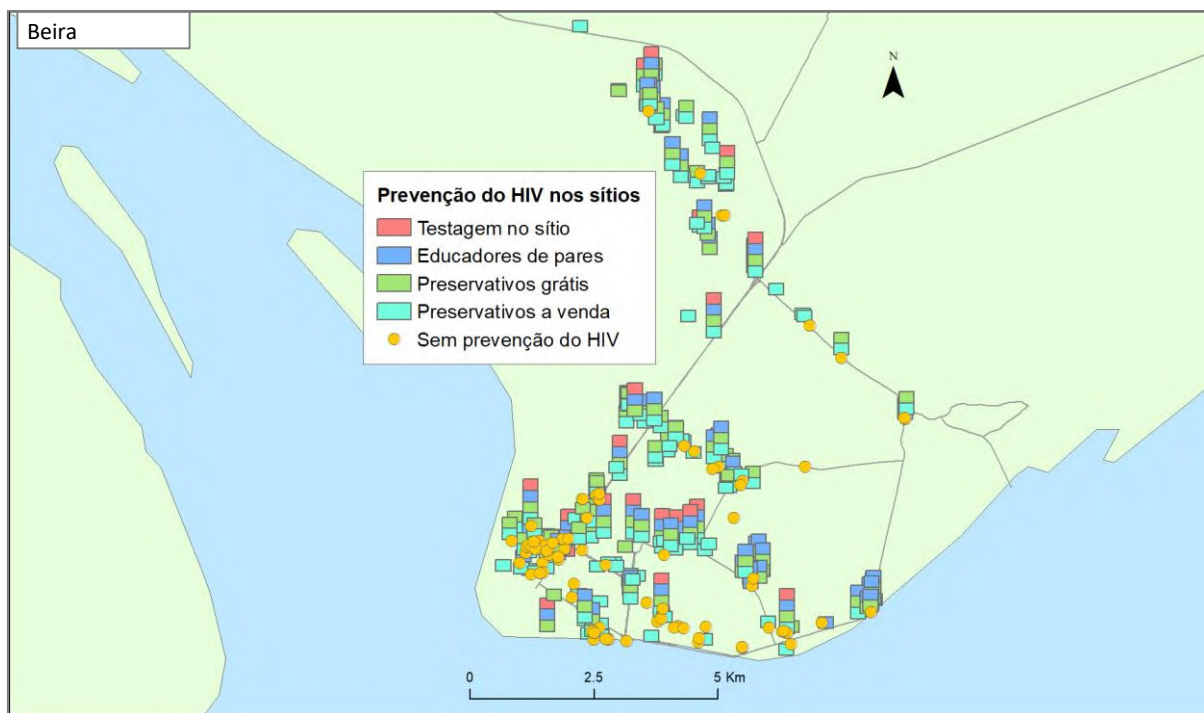 Beira
N
Prevenção do HIV nos sítios
Testagem no sítio
Educadores de pares
Preservativos grátis
Preservativos a venda
Sem prevenção do HIV
0 2.5 5 Km